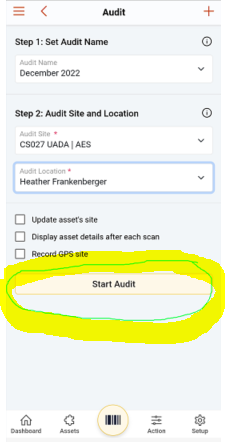 Audit
Step 1: Set Audit Name
Audit Name
December 2022
Step 2: Audit Site and Location
Audit Site *
CS027 UADA | AES
Audit Location *
Heather Frankenberger
Update asset's site
Display asset details after each scan
Record GPS site
Start Audit
Dashboard Assets Action Setup